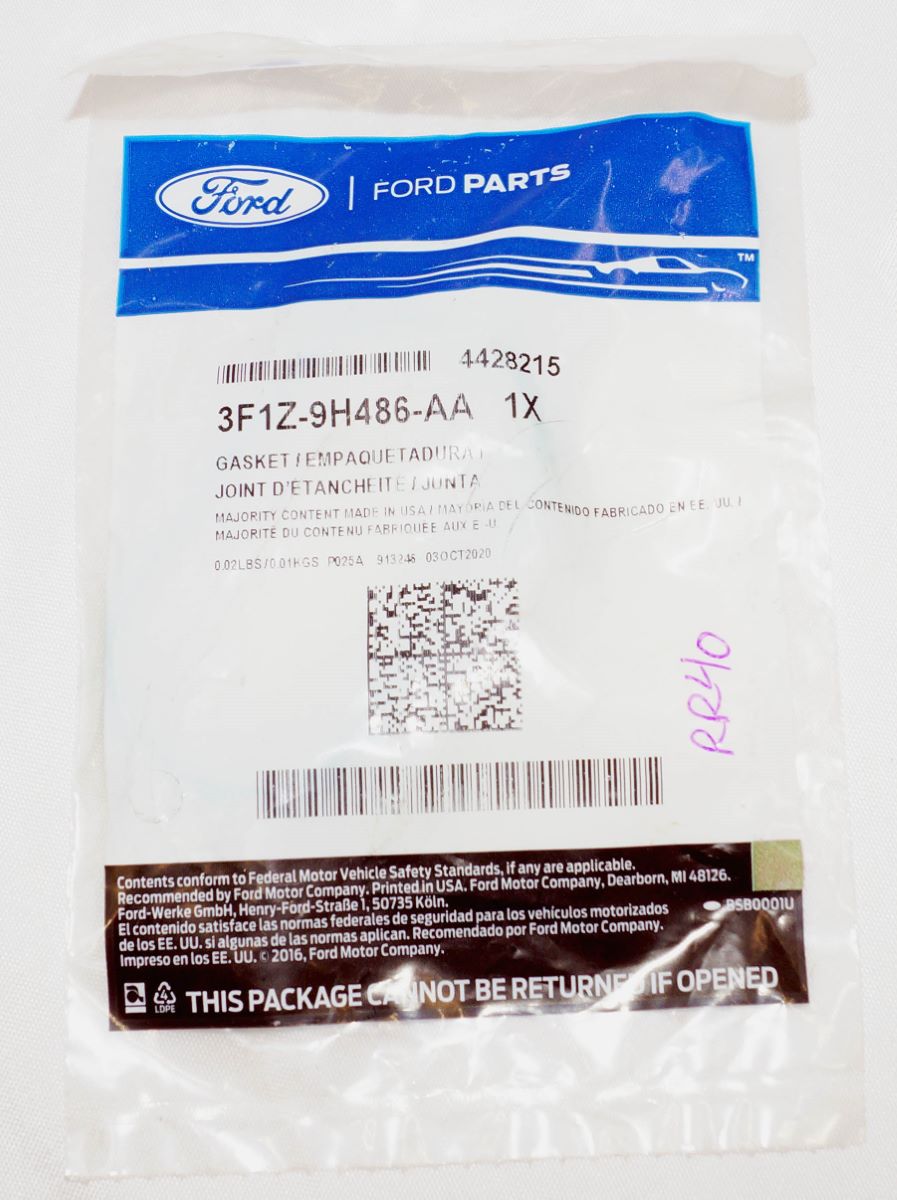 Ford | FORD PARTS
TM
4428215
3F1Z-9H486-AA 1X
GASKET / EMPAQUETADURA /
JOINT D'ÉTANCHEITE / JUNTA
MAJORITY CONTENT MADE IN USA / MAYORIA DEL CONTENIDO FABRICADO EN EE. UU. /
MAJORITÉ DU CONTENU FABRIQUÉE AUX É.-U.
0.02LBS/0.01KGS P025A 913246 03OCT2020
RR40
Contents conform to Federal Motor Vehicle Safety Standards, if any are applicable.
Recommended by Ford Motor Company. Printed in USA. Ford Motor Company, Dearborn, MI 48126.
Ford-Werke GmbH, Henry-Ford-Straße 1, 50735 Köln.
El contenido satisface las normas federales de seguridad para los vehículos motorizados
de los EE. UU. si algunas de las normas aplican. Recomendado por Ford Motor Company.
Impreso en los EE. UU. © 2016, Ford Motor Company.
BSB0001U
4
LDPE
THIS PACKAGE CANNOT BE RETURNED IF OPENED